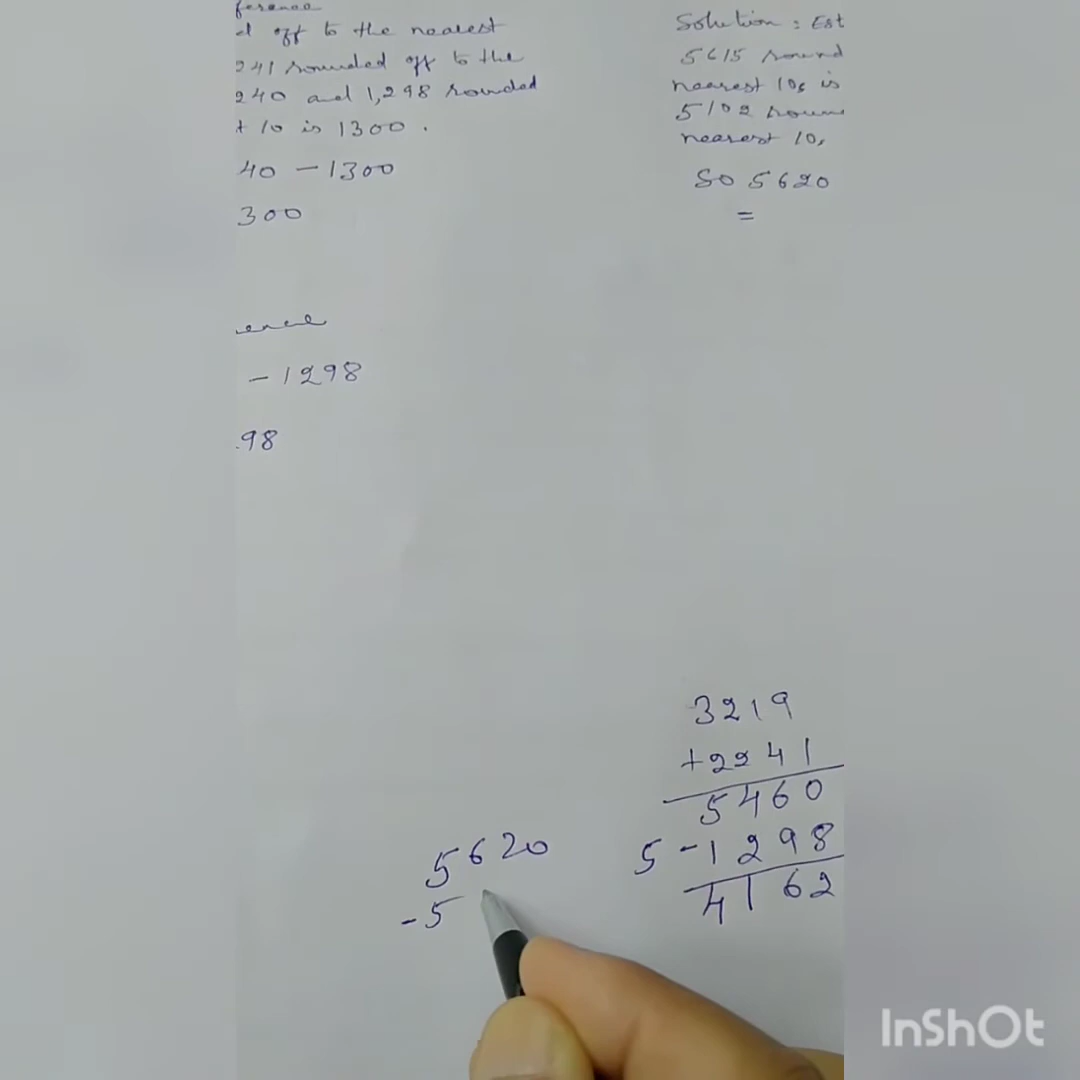 d off to the nearest
241 rounded off to the
240 and 1,298 rounded
t 10 is 1300.
40 - 1300
300
- 1298
98
Solution : Est
5615 round
nearest 10s is
5102 roun
nearest 10s
SO 5620
=
3219
+2241
5460
5 -1298
4162
5620
-5
InShOt